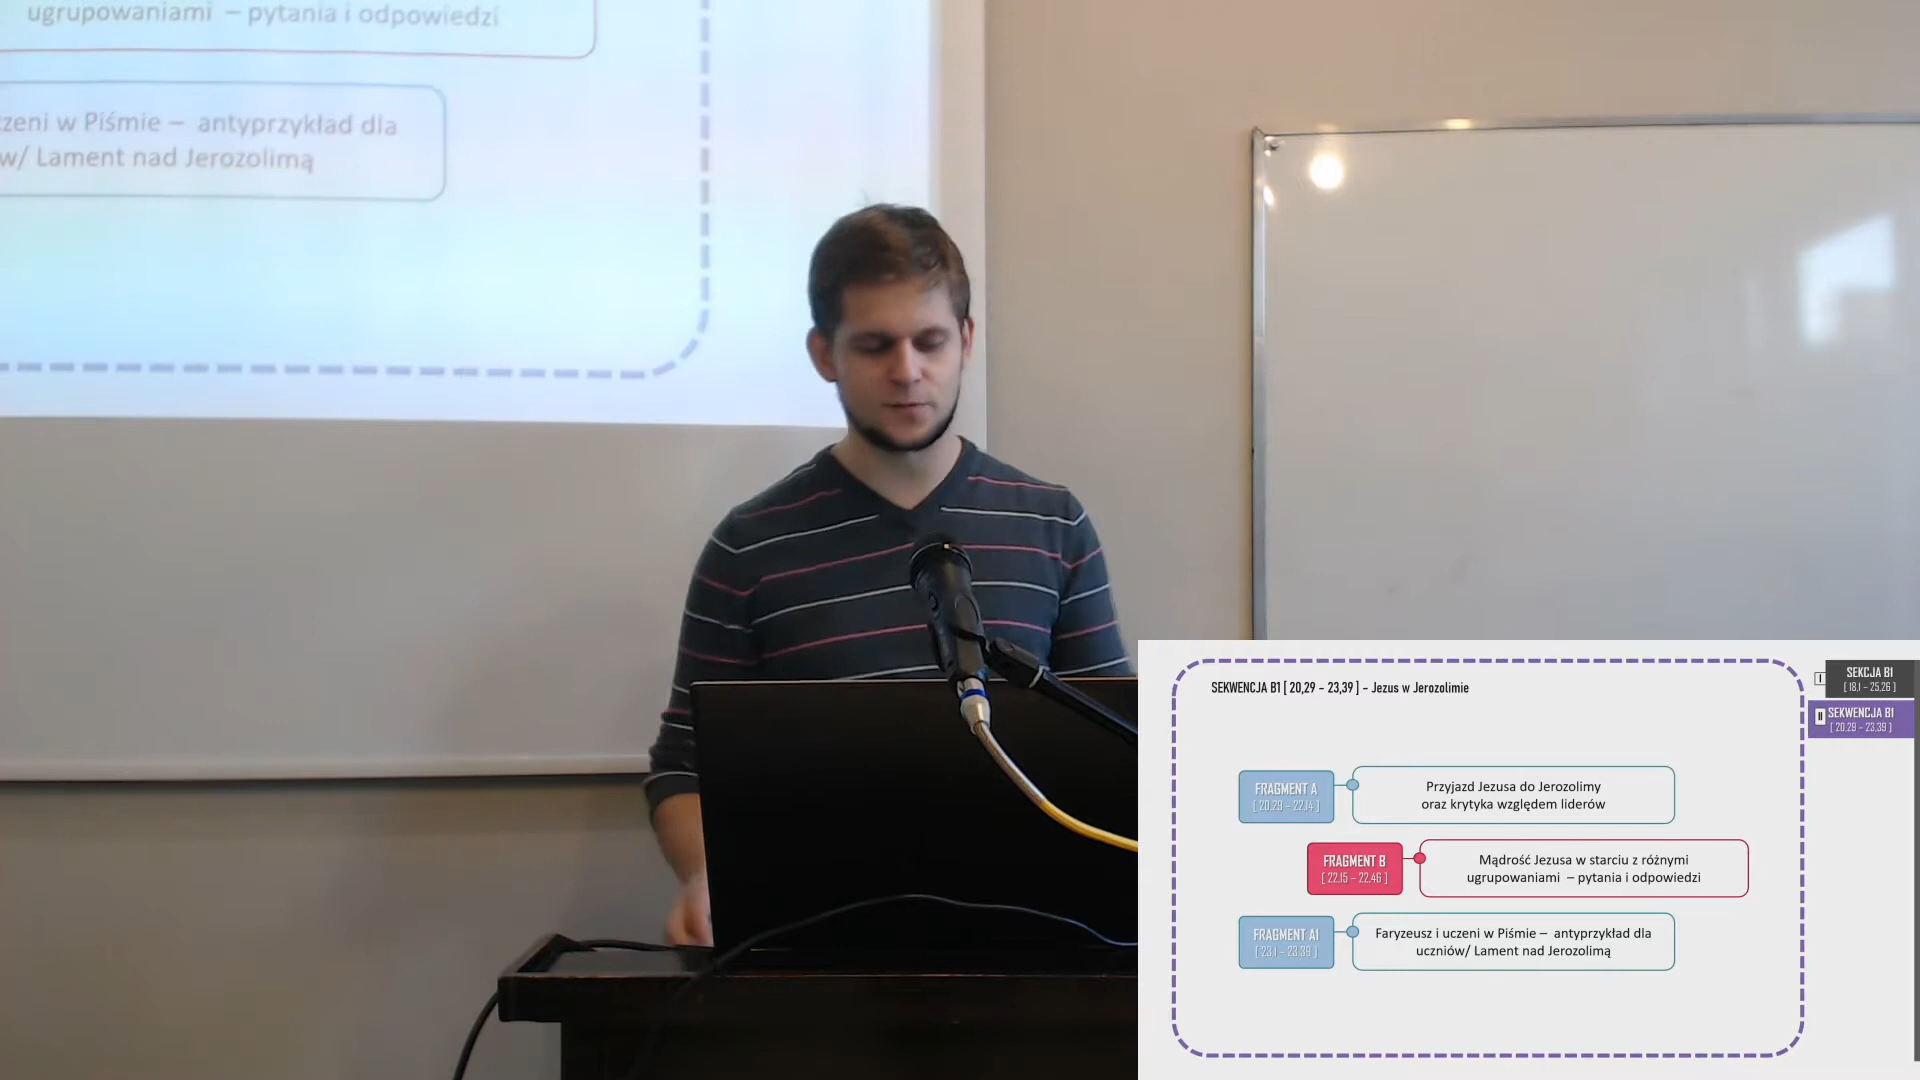 ugrupowaniami – pytania i odpowiedzi
zeni w Piśmie – antyprzykład dla
w/ Lament nad Jerozolimą
SEKWENCJA B1 [ 20,29 – 23,39 ] – Jezus w Jerozolimie
I
SEKCJA B1
[ 18,1 – 25,26 ]
II
SEKWENCJA B1
[ 20,29 – 23,39 ]
FRAGMENT A
[ 20,29 – 22,14 ]
Przyjazd Jezusa do Jerozolimy
oraz krytyka względem liderów
FRAGMENT B
[ 22,15 – 22,46 ]
Mądrość Jezusa w starciu z różnymi
ugrupowaniami – pytania i odpowiedzi
FRAGMENT A1
[ 23,1 – 23,39 ]
Faryzeusz i uczeni w Piśmie – antyprzykład dla
uczniów/ Lament nad Jerozolimą